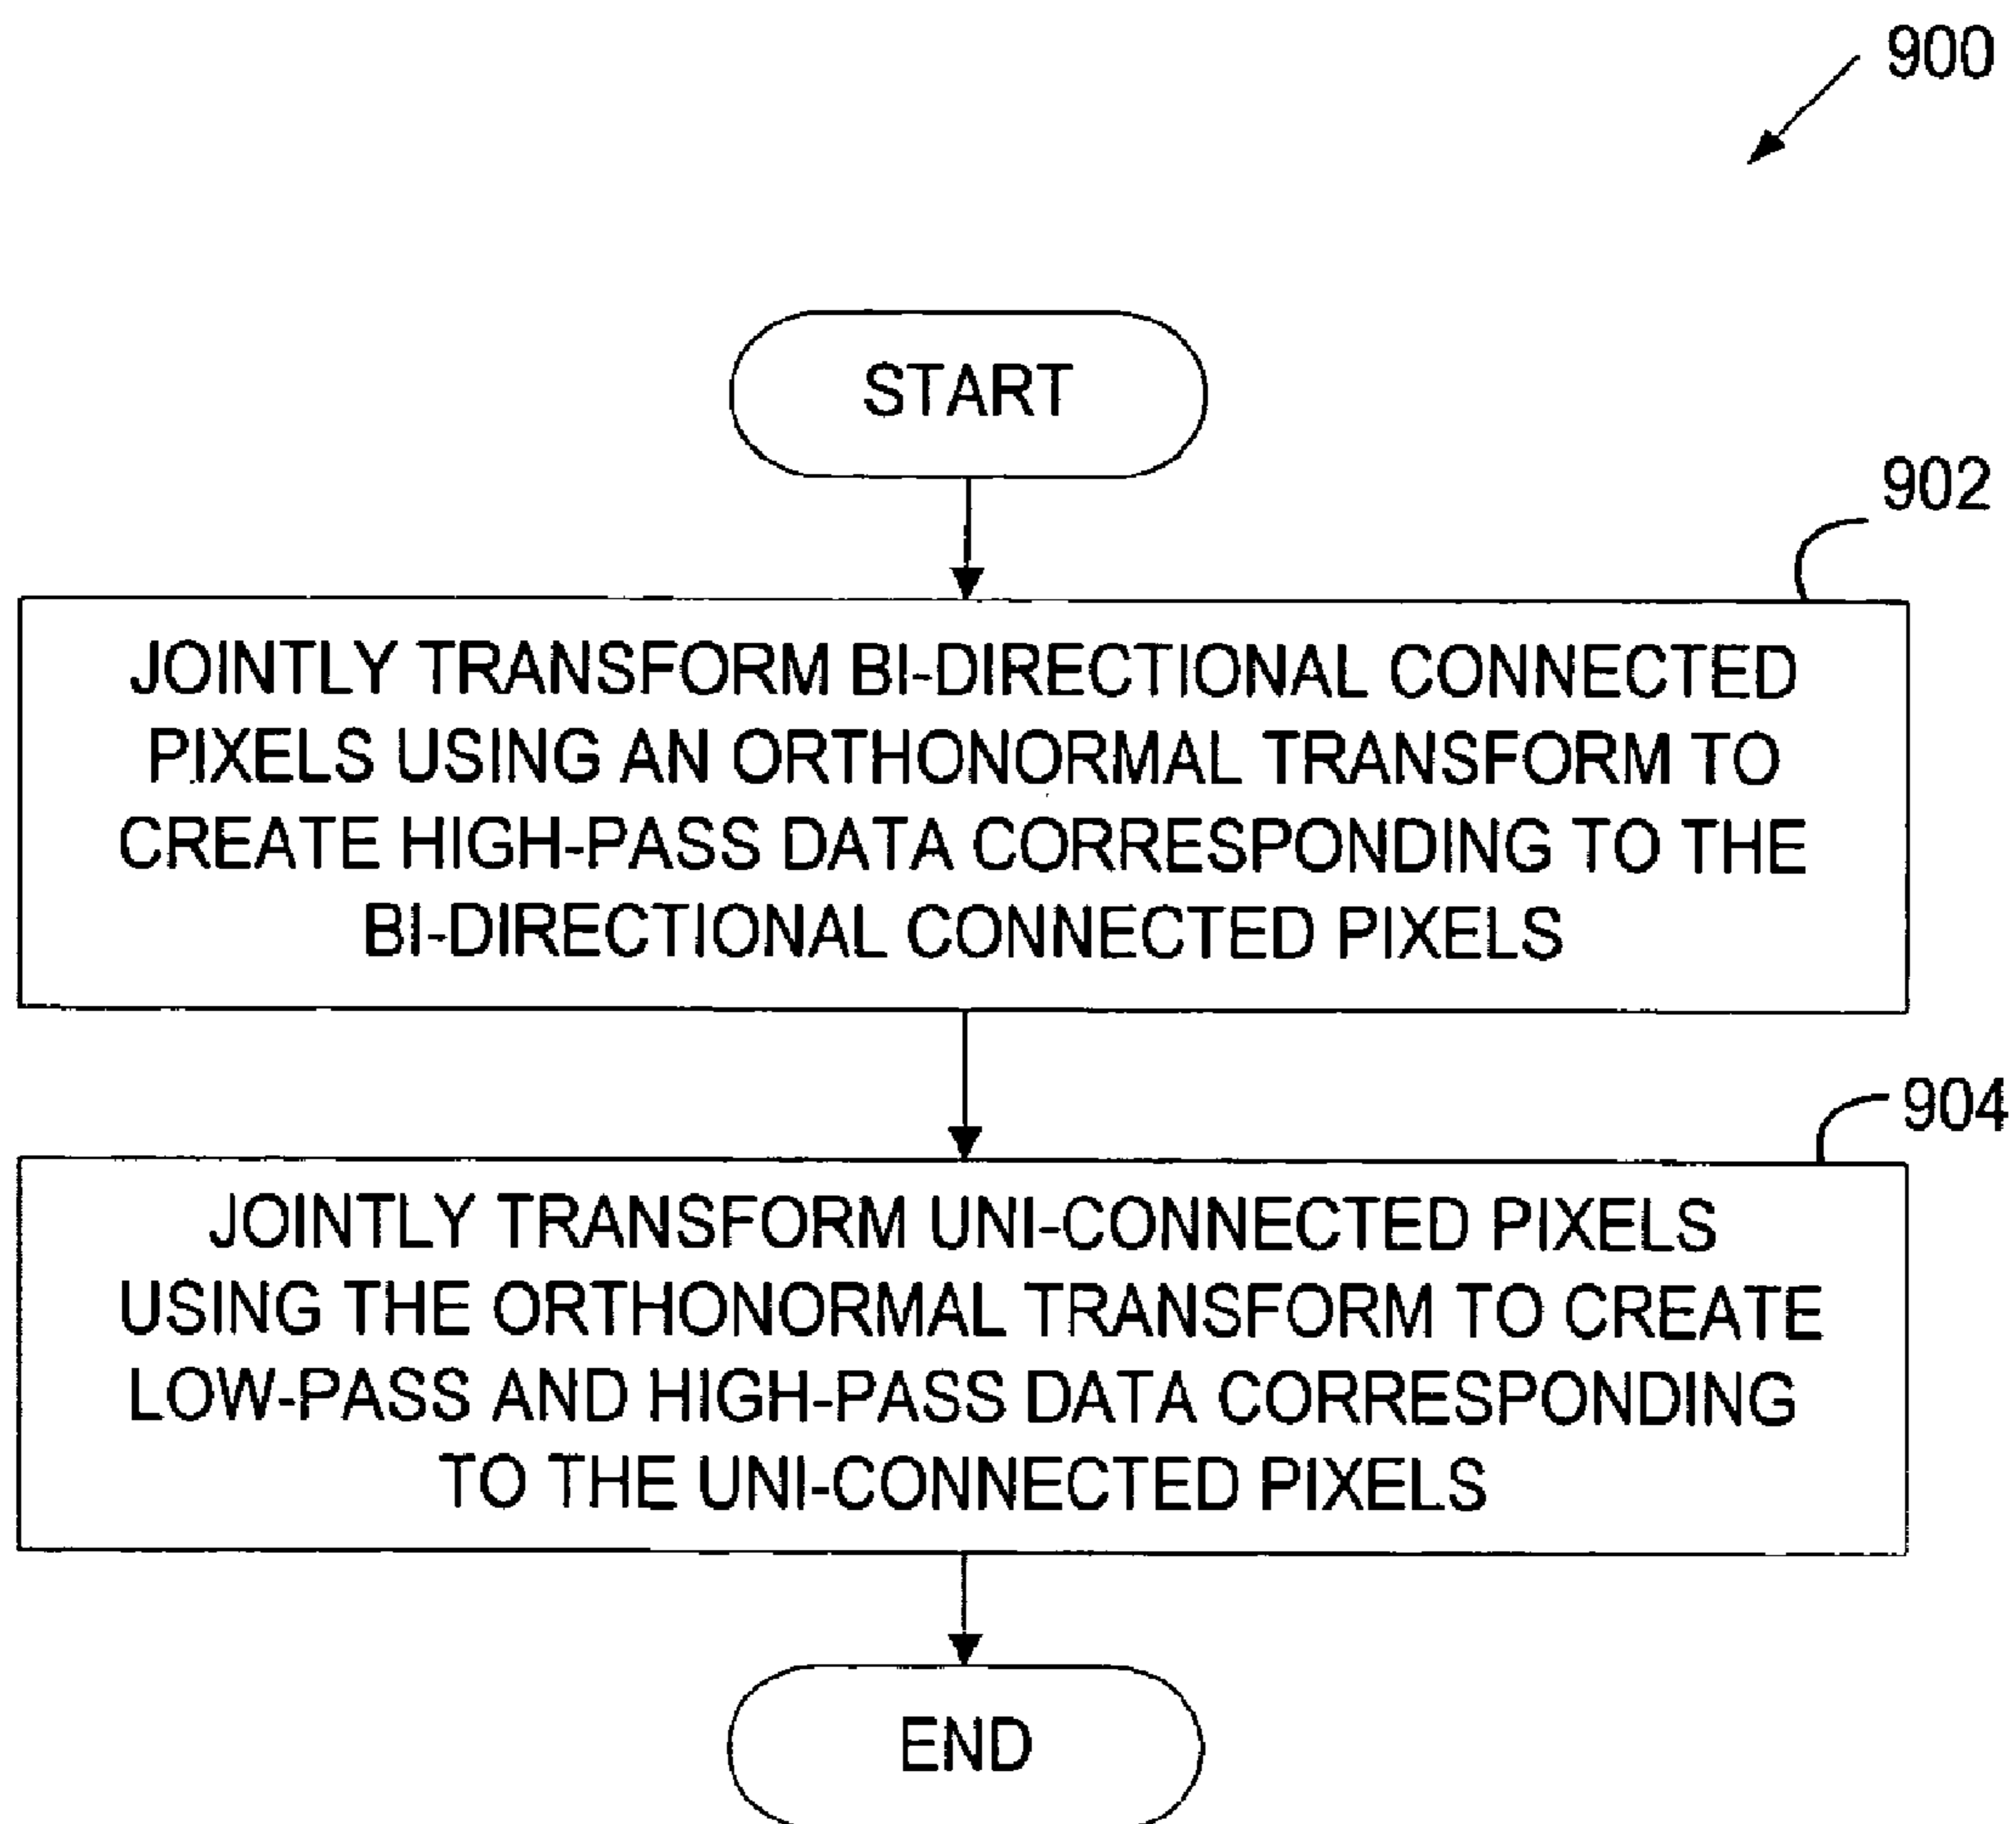 900
START
902
JOINTLY TRANSFORM BI-DIRECTIONAL CONNECTED
PIXELS USING AN ORTHONORMAL TRANSFORM TO
CREATE HIGH-PASS DATA CORRESPONDING TO THE
BI-DIRECTIONAL CONNECTED PIXELS
904
JOINTLY TRANSFORM UNI-CONNECTED PIXELS
USING THE ORTHONORMAL TRANSFORM TO CREATE
LOW-PASS AND HIGH-PASS DATA CORRESPONDING
TO THE UNI-CONNECTED PIXELS
END